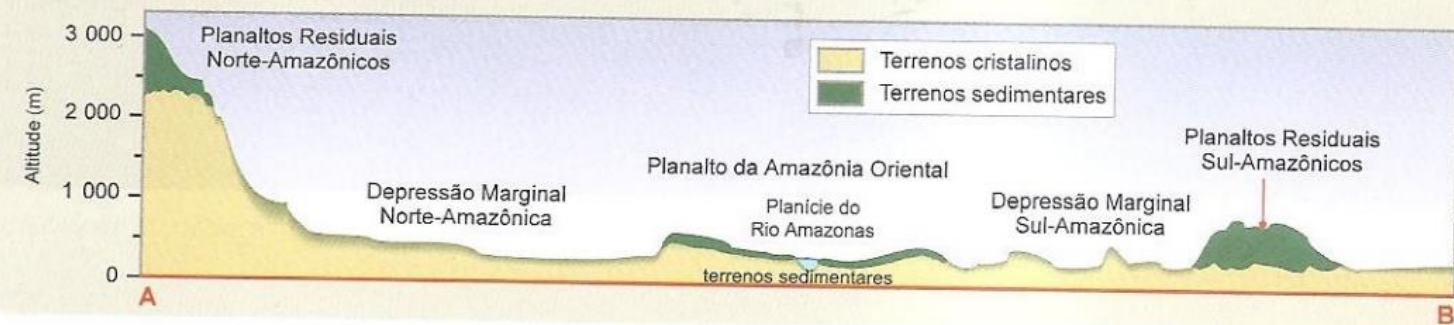 Altitude (m)
3 000
2 000
1 000
0
Planaltos Residuais
Norte-Amazônicos
Depressão Marginal
Norte-Amazônica
Terrenos cristalinos
Terrenos sedimentares
Planalto da Amazônia Oriental
Planície do
Rio Amazonas
terrenos sedimentares
Depressão Marginal
Sul-Amazônica
Planaltos Residuais
Sul-Amazônicos
A
B